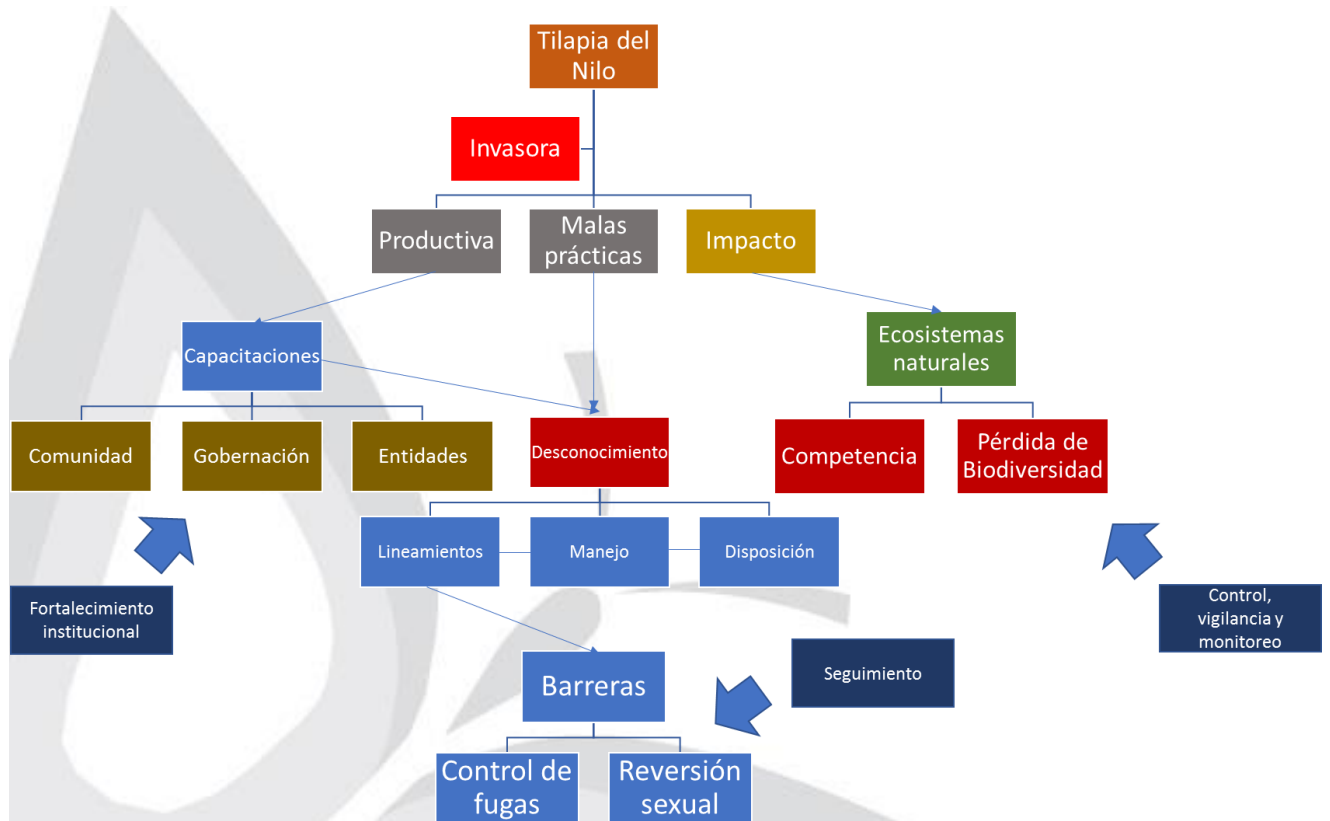 Tilapia del
Nilo
Invasora
Productiva
Malas
prácticas
Impacto
Capacitaciones
Ecosistemas
naturales
Comunidad
Gobernación
Entidades
Desconocimiento
Competencia
Pérdida de
Biodiversidad
Lineamientos
Manejo
Disposición
Fortalecimiento
institucional
Control,
vigilancia y
monitoreo
Barreras
Seguimiento
Control de
fugas
Reversión
sexual